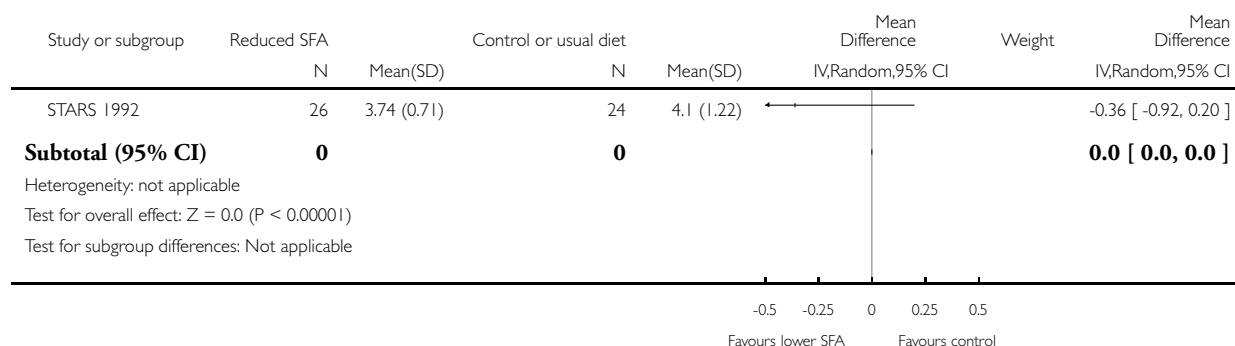 Study or subgroup Reduced SFA Control or usual diet Mean Difference Weight Mean Difference
N Mean(SD) N Mean(SD) IV,Random,95% CI IV,Random,95% CI
STARS 1992 26 3.74 (0.71) 24 4.1 (1.22) -0.36 [ -0.92, 0.20 ]
Subtotal (95% CI) 0 0 0.0 [ 0.0, 0.0 ]
Heterogeneity: not applicable
Test for overall effect: Z = 0.0 (P < 0.00001)
Test for subgroup differences: Not applicable
-0.5 -0.25 0 0.25 0.5
Favours lower SFA Favours control